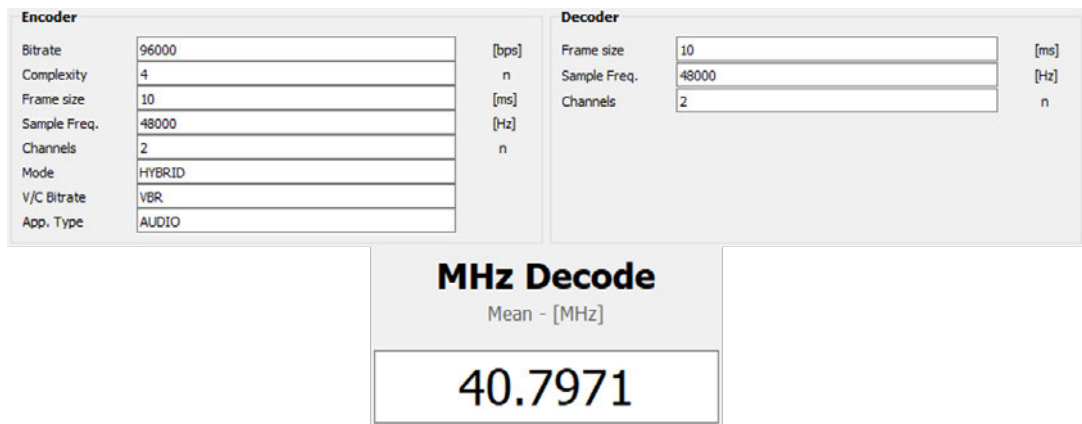 Encoder
Bitrate 96000 [bps]
Complexity 4 n
Frame size 10 [ms]
Sample Freq. 48000 [Hz]
Channels 2 n
Mode HYBRID
V/C Bitrate VBR
App. Type AUDIO
Decoder
Frame size 10 [ms]
Sample Freq. 48000 [Hz]
Channels 2 n
MHz Decode
Mean - [MHz]
40.7971